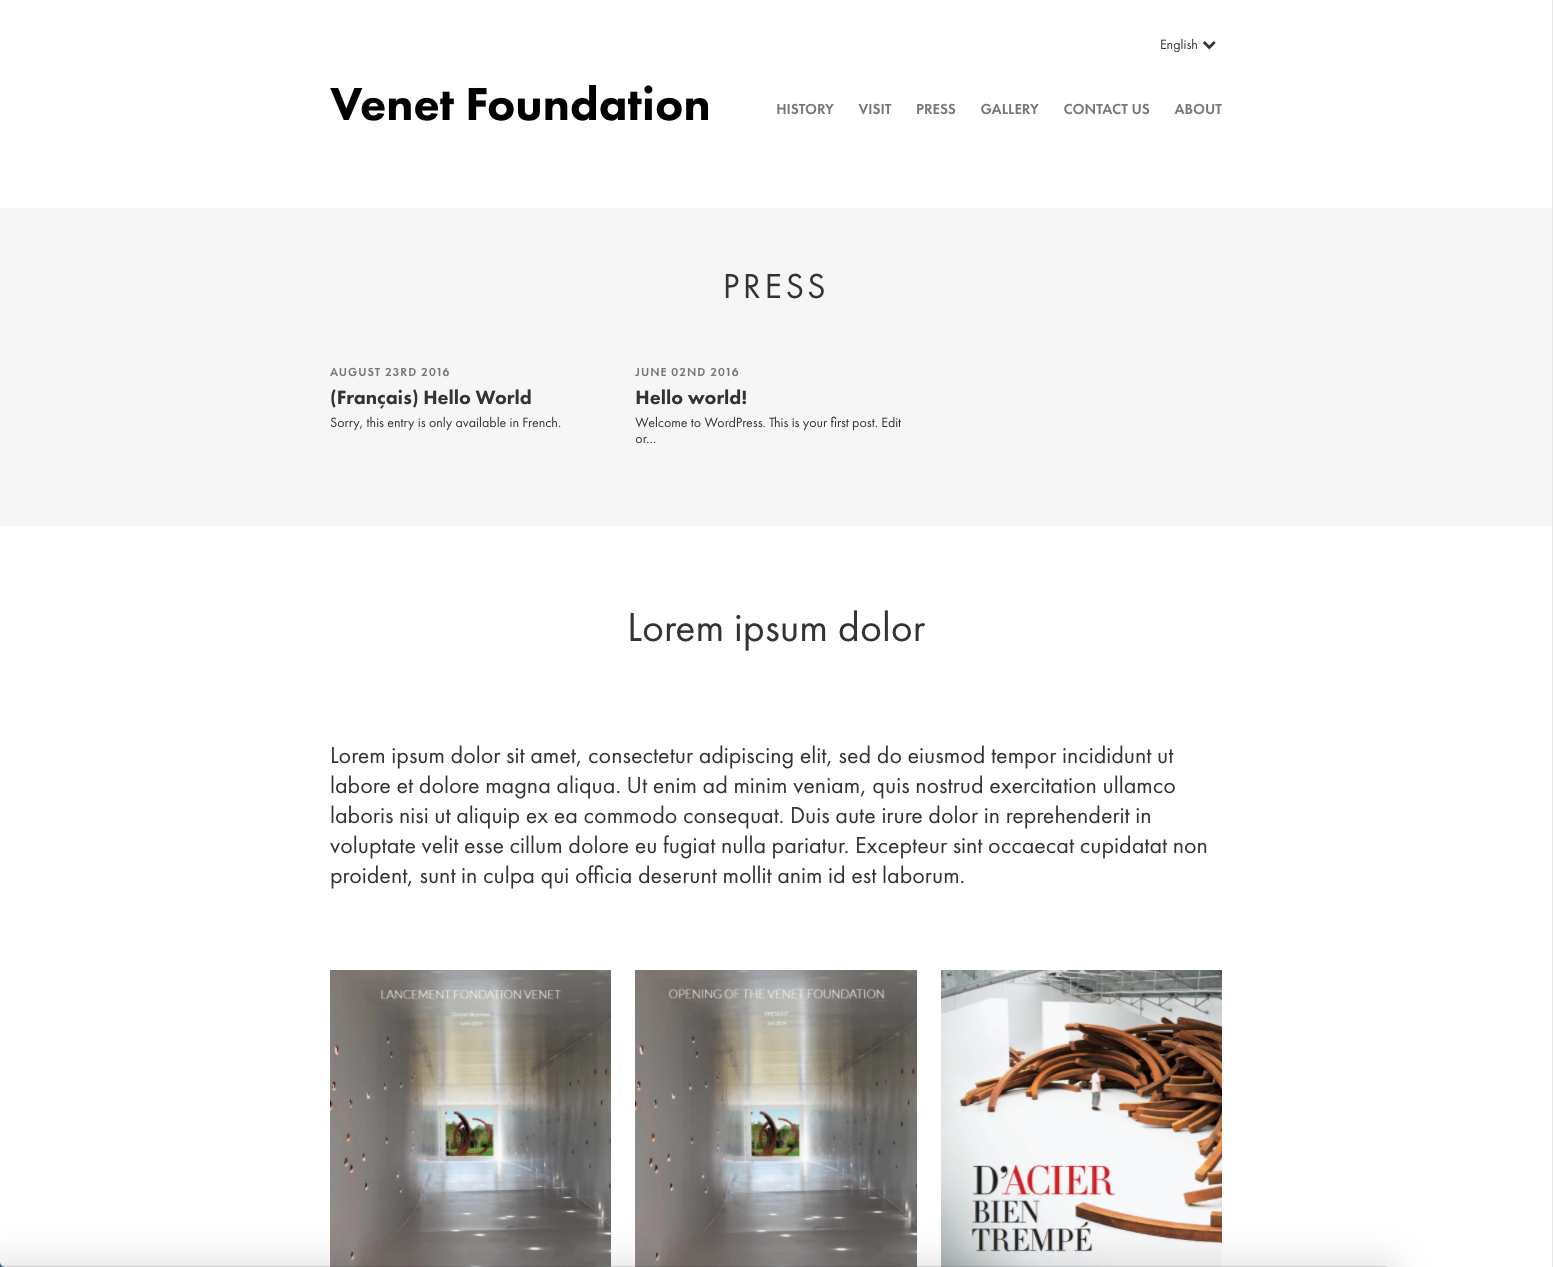 English
Venet Foundation
HISTORY VISIT PRESS GALLERY CONTACT US ABOUT
PRESS
AUGUST 23RD 2016
(Français) Hello World
Sorry, this entry is only available in French.
JUNE 02ND 2016
Hello world!
Welcome to WordPress. This is your first post. Edit
or...
Lorem ipsum dolor
Lorem ipsum dolor sit amet, consectetur adipiscing elit, sed do eiusmod tempor incididunt ut
labore et dolore magna aliqua. Ut enim ad minim veniam, quis nostrud exercitation ullamco
laboris nisi ut aliquip ex ea commodo consequat. Duis aute irure dolor in reprehenderit in
voluptate velit esse cillum dolore eu fugiat nulla pariatur. Excepteur sint occaecat cupidatat non
proident, sunt in culpa qui officia deserunt mollit anim id est laborum.
LANCEMENT FONDATION VENET
OPENING OF THE VENET FOUNDATION
D'ACIER
BIEN
TREMPÉ